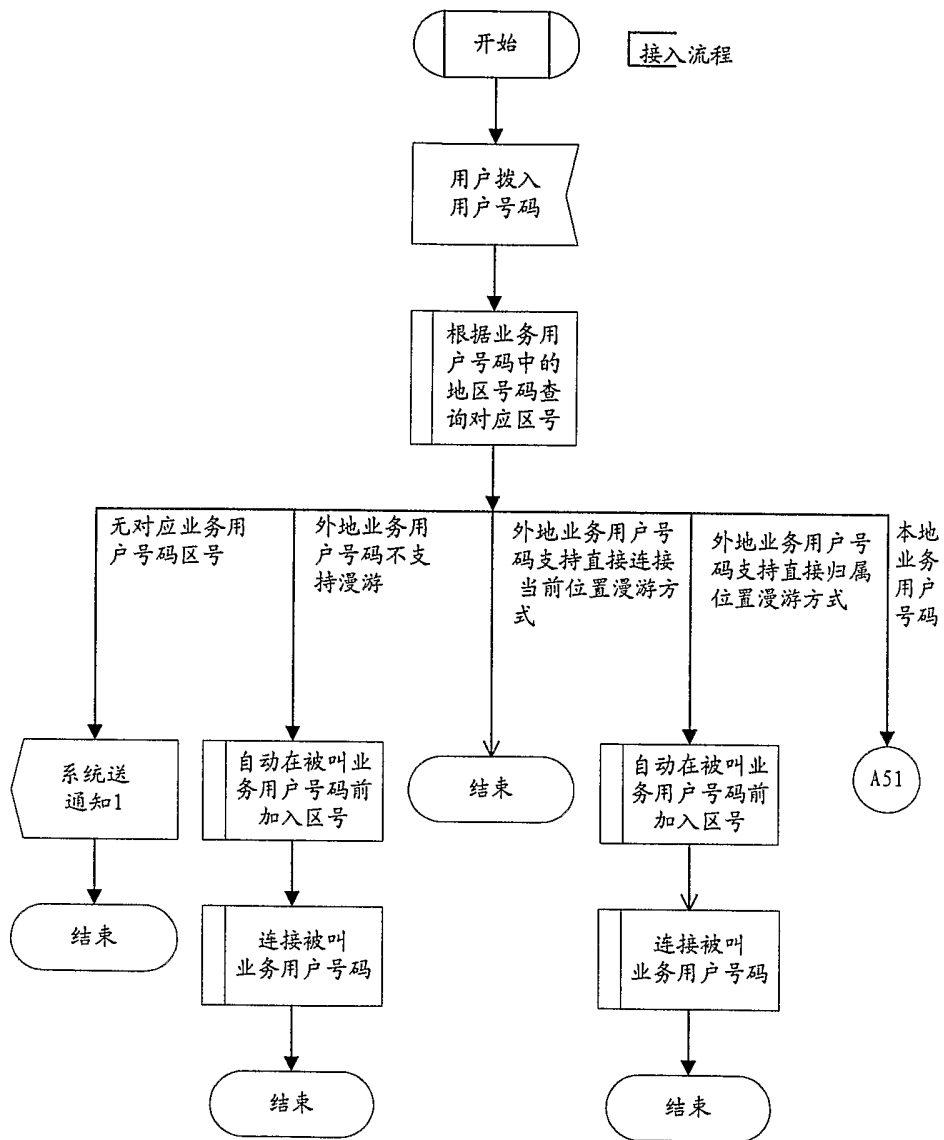 开始
接入流程
用户拨入
用户号码
根据业务用
户号码中的
地区号码查
询对应区号
无对应业务用
户号码区号
外地业务用
户号码不支
持漫游
外地业务用户号
码支持直接连接
当前位置漫游方
式
外地业务用户号
码支持直接归属
位置漫游方式
本地
业务
用户
号码
系统送
通知1
自动在被叫业
务用户号码前
加入区号
结束
自动在被叫业
务用户号码前
加入区号
A51
结束
连接被叫
业务用户号码
连接被叫
业务用户号码
结束
结束